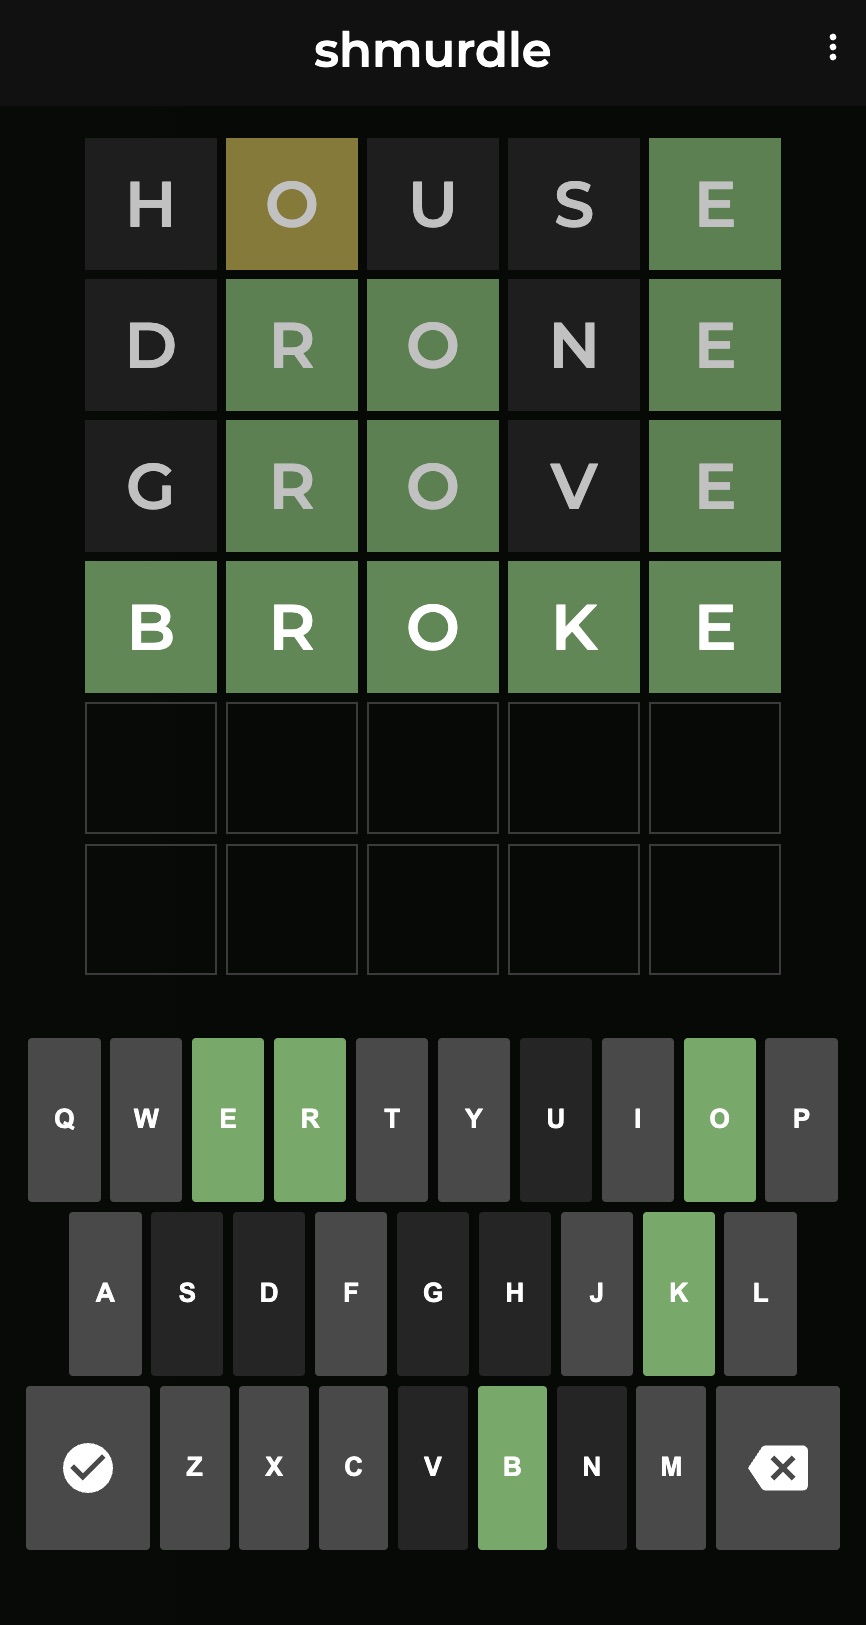 shmurdle
H O U S E
D R O N E
G R O V E
B R O K E
Q W E R T Y U I O P
A S D F G H J K L
Z X C V B N M